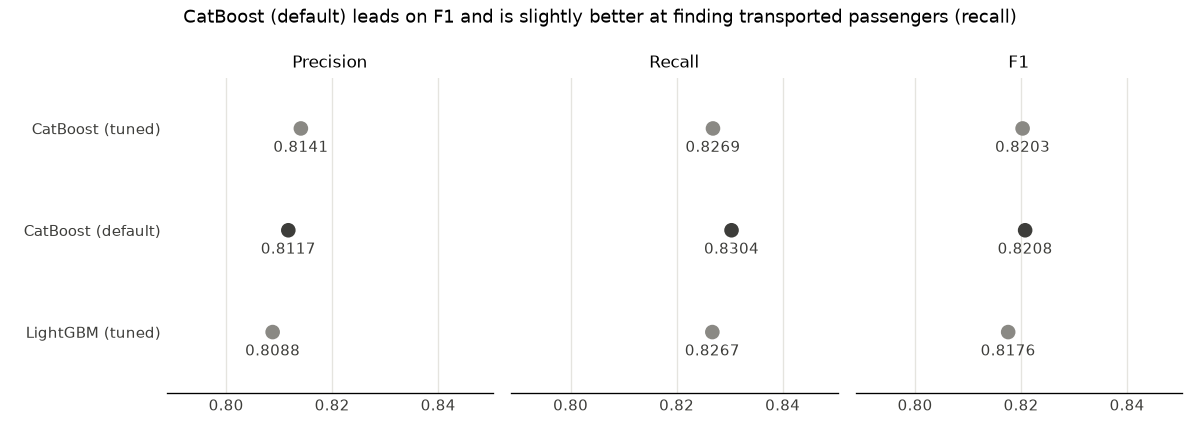 CatBoost (default) leads on F1 and is slightly better at finding transported passengers (recall)
Precision Recall F1
CatBoost (tuned) 0.8141 0.8269 0.8203
CatBoost (default) 0.8117 0.8304 0.8208
LightGBM (tuned) 0.8088 0.8267 0.8176
0.80 0.82 0.84 0.80 0.82 0.84 0.80 0.82 0.84